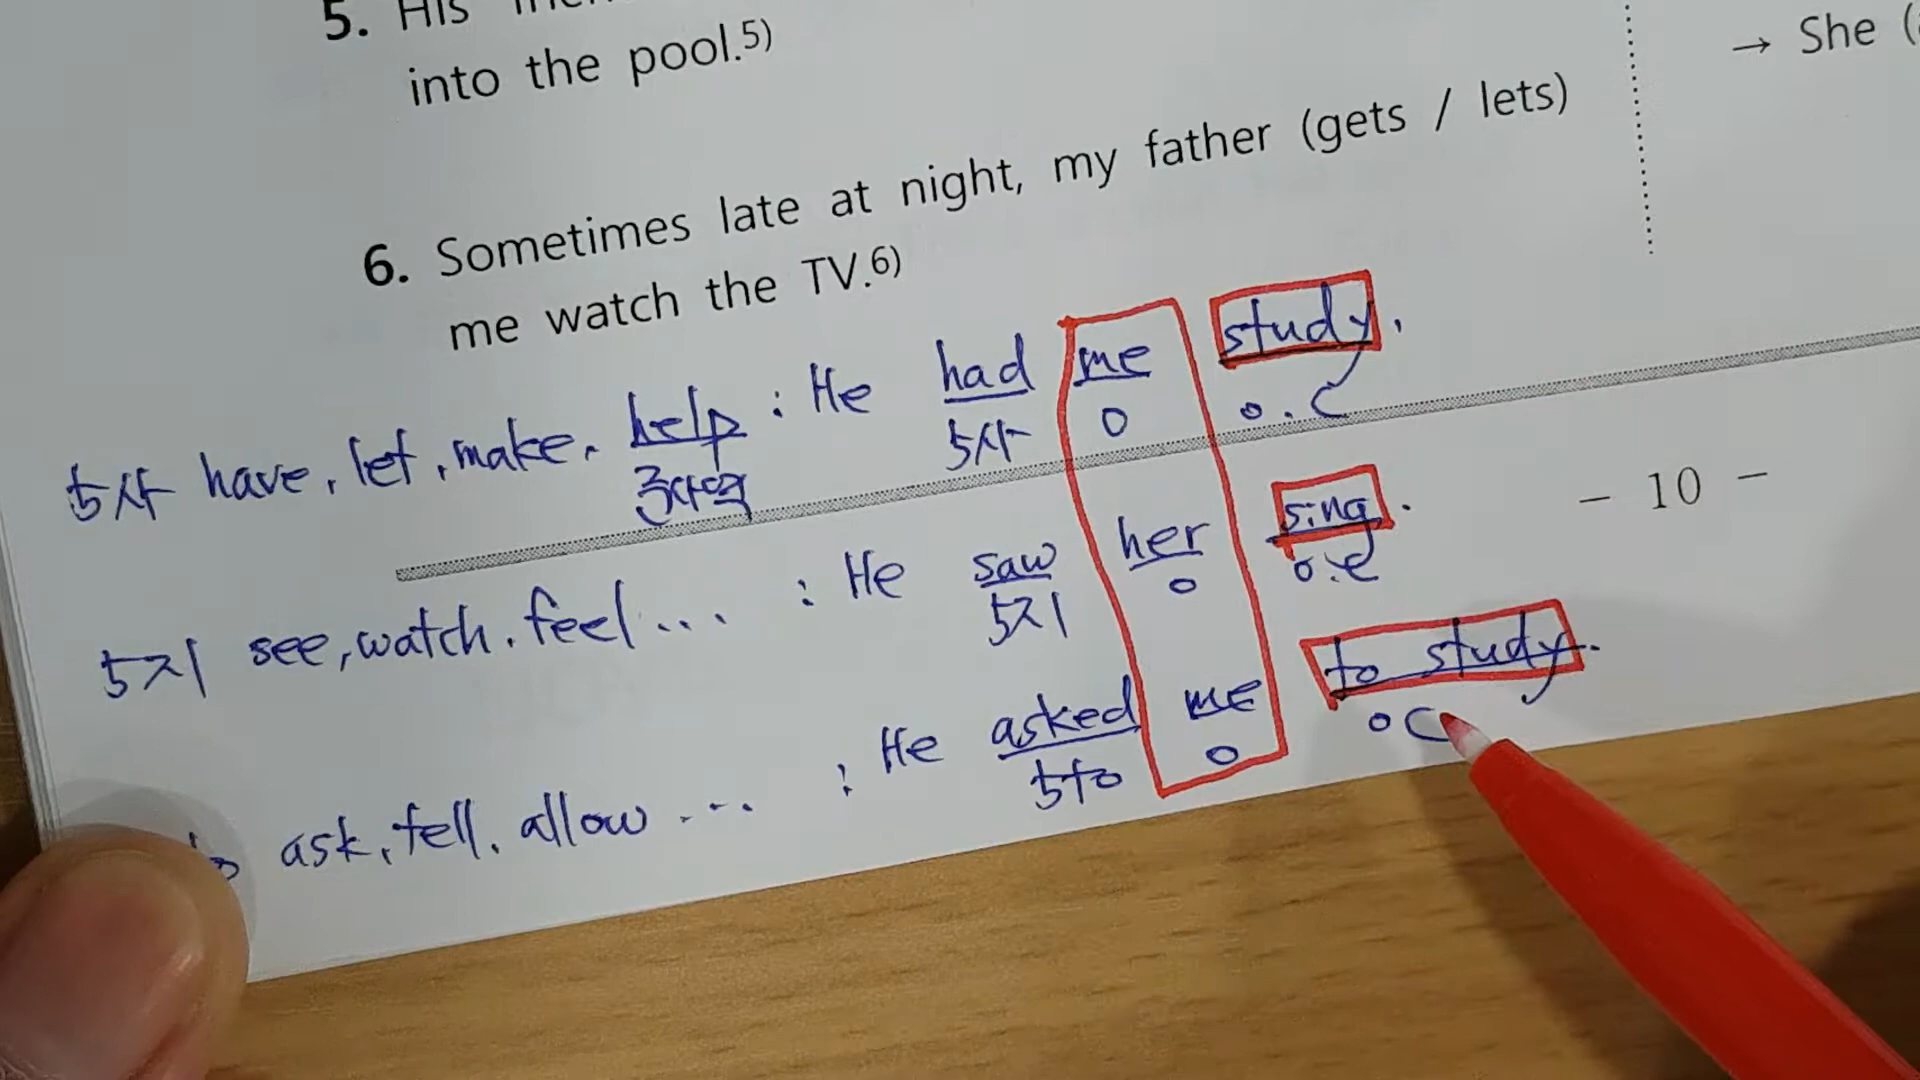 5. His
into the pool.5)
→ She (
6. Sometimes late at night, my father (gets / lets)
me watch the TV.6)
5사 have, let, make, help : He had me study.
준사역 5사 o o.c
- 10 -
5지 see, watch, feel ... : He saw her sing.
5지 o o.c
ask, tell, allow ... : He asked me to study.
5to o oc